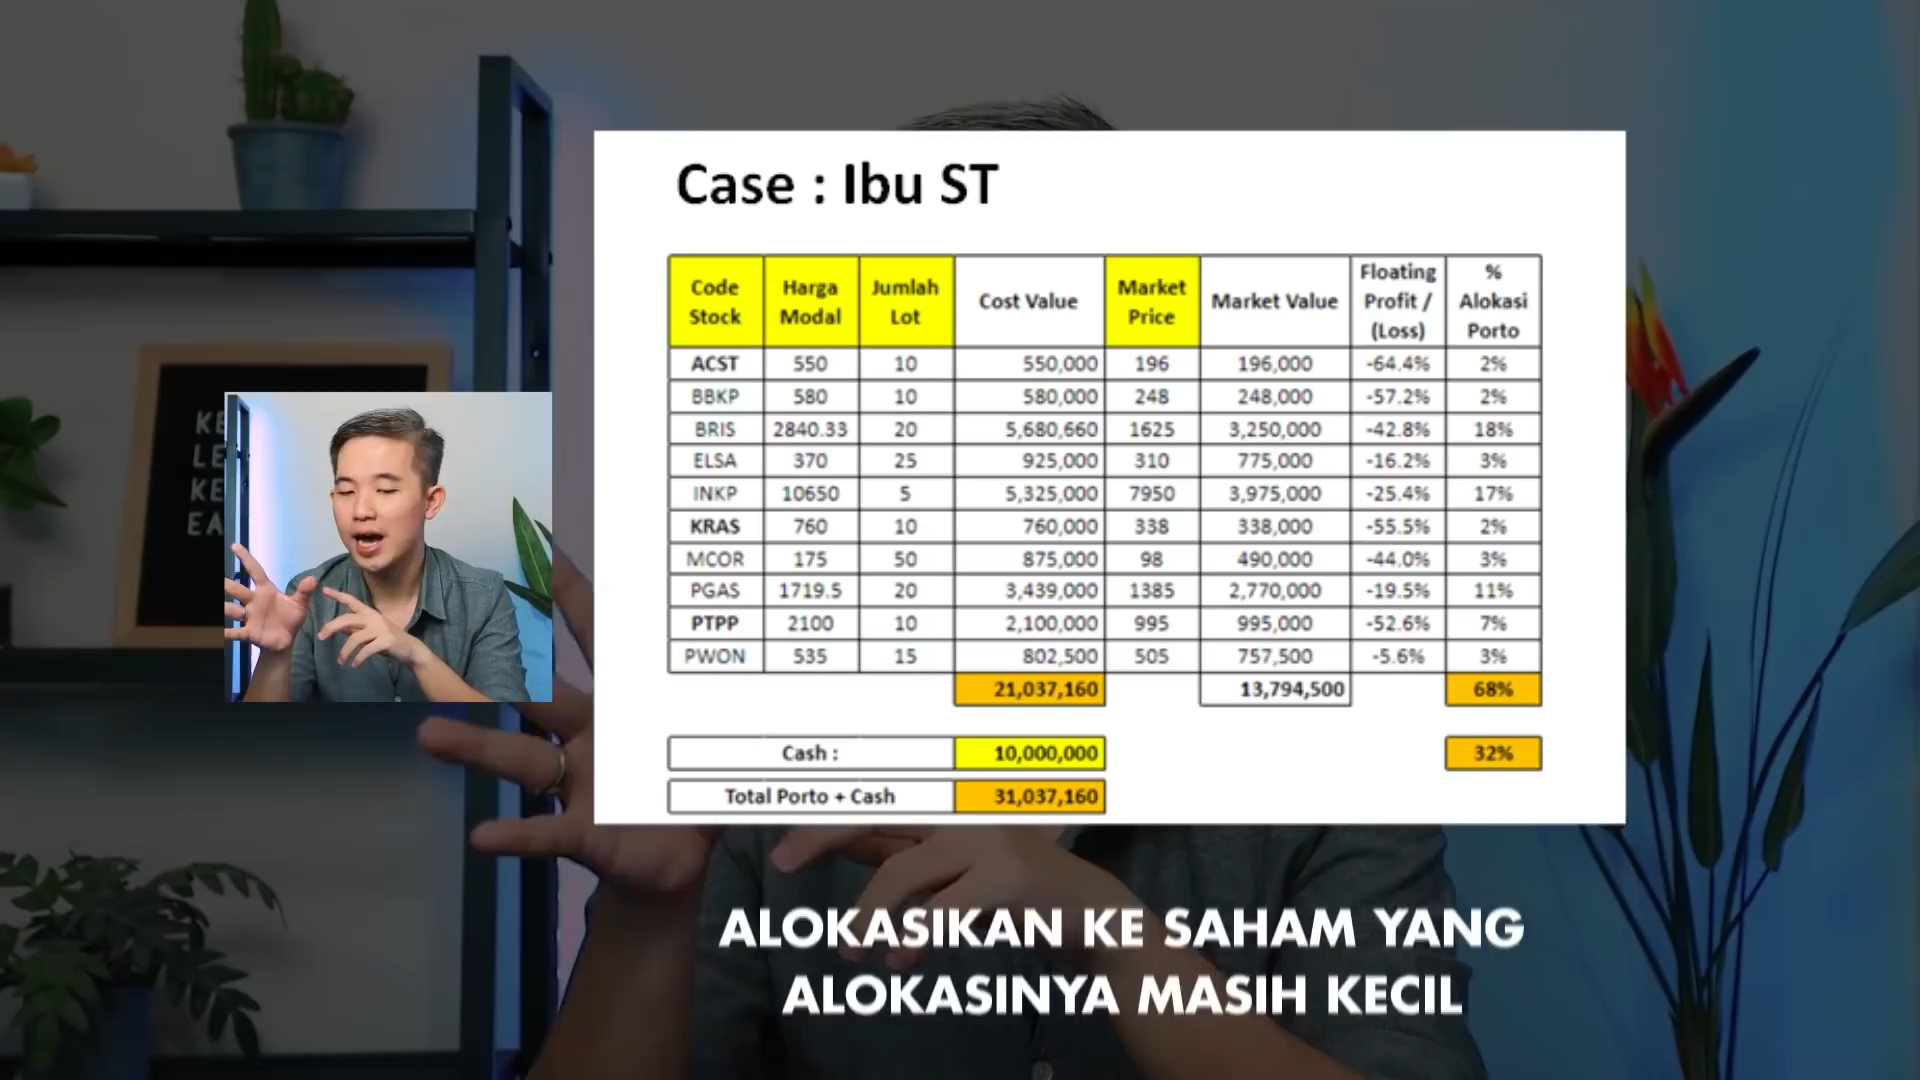 Case : Ibu ST
Code Stock Harga Modal Jumlah Lot Cost Value Market Price Market Value Floating Profit / (Loss) % Alokasi Porto
ACST 550 10 550,000 196 196,000 -64.4% 2%
BBKP 580 10 580,000 248 248,000 -57.2% 2%
BRIS 2840.33 20 5,680,660 1625 3,250,000 -42.8% 18%
ELSA 370 25 925,000 310 775,000 -16.2% 3%
INKP 10650 5 5,325,000 7950 3,975,000 -25.4% 17%
KRAS 760 10 760,000 338 338,000 -55.5% 2%
MCOR 175 50 875,000 98 490,000 -44.0% 3%
PGAS 1719.5 20 3,439,000 1385 2,770,000 -19.5% 11%
PTPP 2100 10 2,100,000 995 995,000 -52.6% 7%
PWON 535 15 802,500 505 757,500 -5.6% 3%
21,037,160 13,794,500 68%
Cash : 10,000,000 32%
Total Porto + Cash 31,037,160
KE
LE
KE
EA
ALOKASIKAN KE SAHAM YANG
ALOKASINYA MASIH KECIL